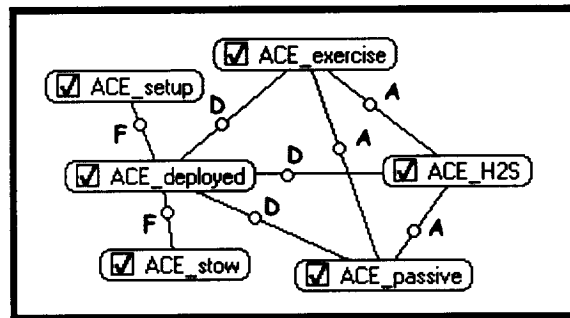 ACE_exercise
ACE_setup
D
A
F
A
D
ACE_deployed
ACE_H2S
F
D
A
ACE_stow
ACE_passive